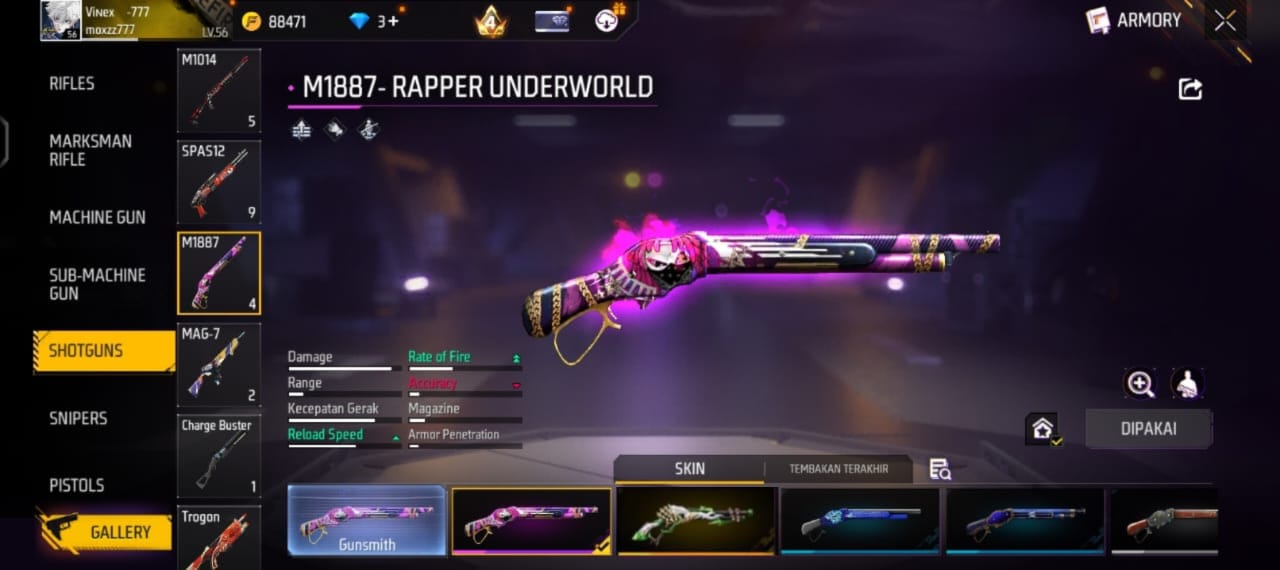 Vinex -777
moxzz777
56
LV.56
88471
3+
4
ARMORY
RIFLES
MARKSMAN
RIFLE
MACHINE GUN
SUB-MACHINE
GUN
SHOTGUNS
SNIPERS
PISTOLS
GALLERY
M1014
5
SPAS12
9
M1887
4
MAG-7
2
Charge Buster
1
Trogon
M1887- RAPPER UNDERWORLD
Damage
Rate of Fire
Range
Accuracy
Kecepatan Gerak
Magazine
Reload Speed
Armor Penetration
DIPAKAI
SKIN
TEMBAKAN TERAKHIR
Gunsmith